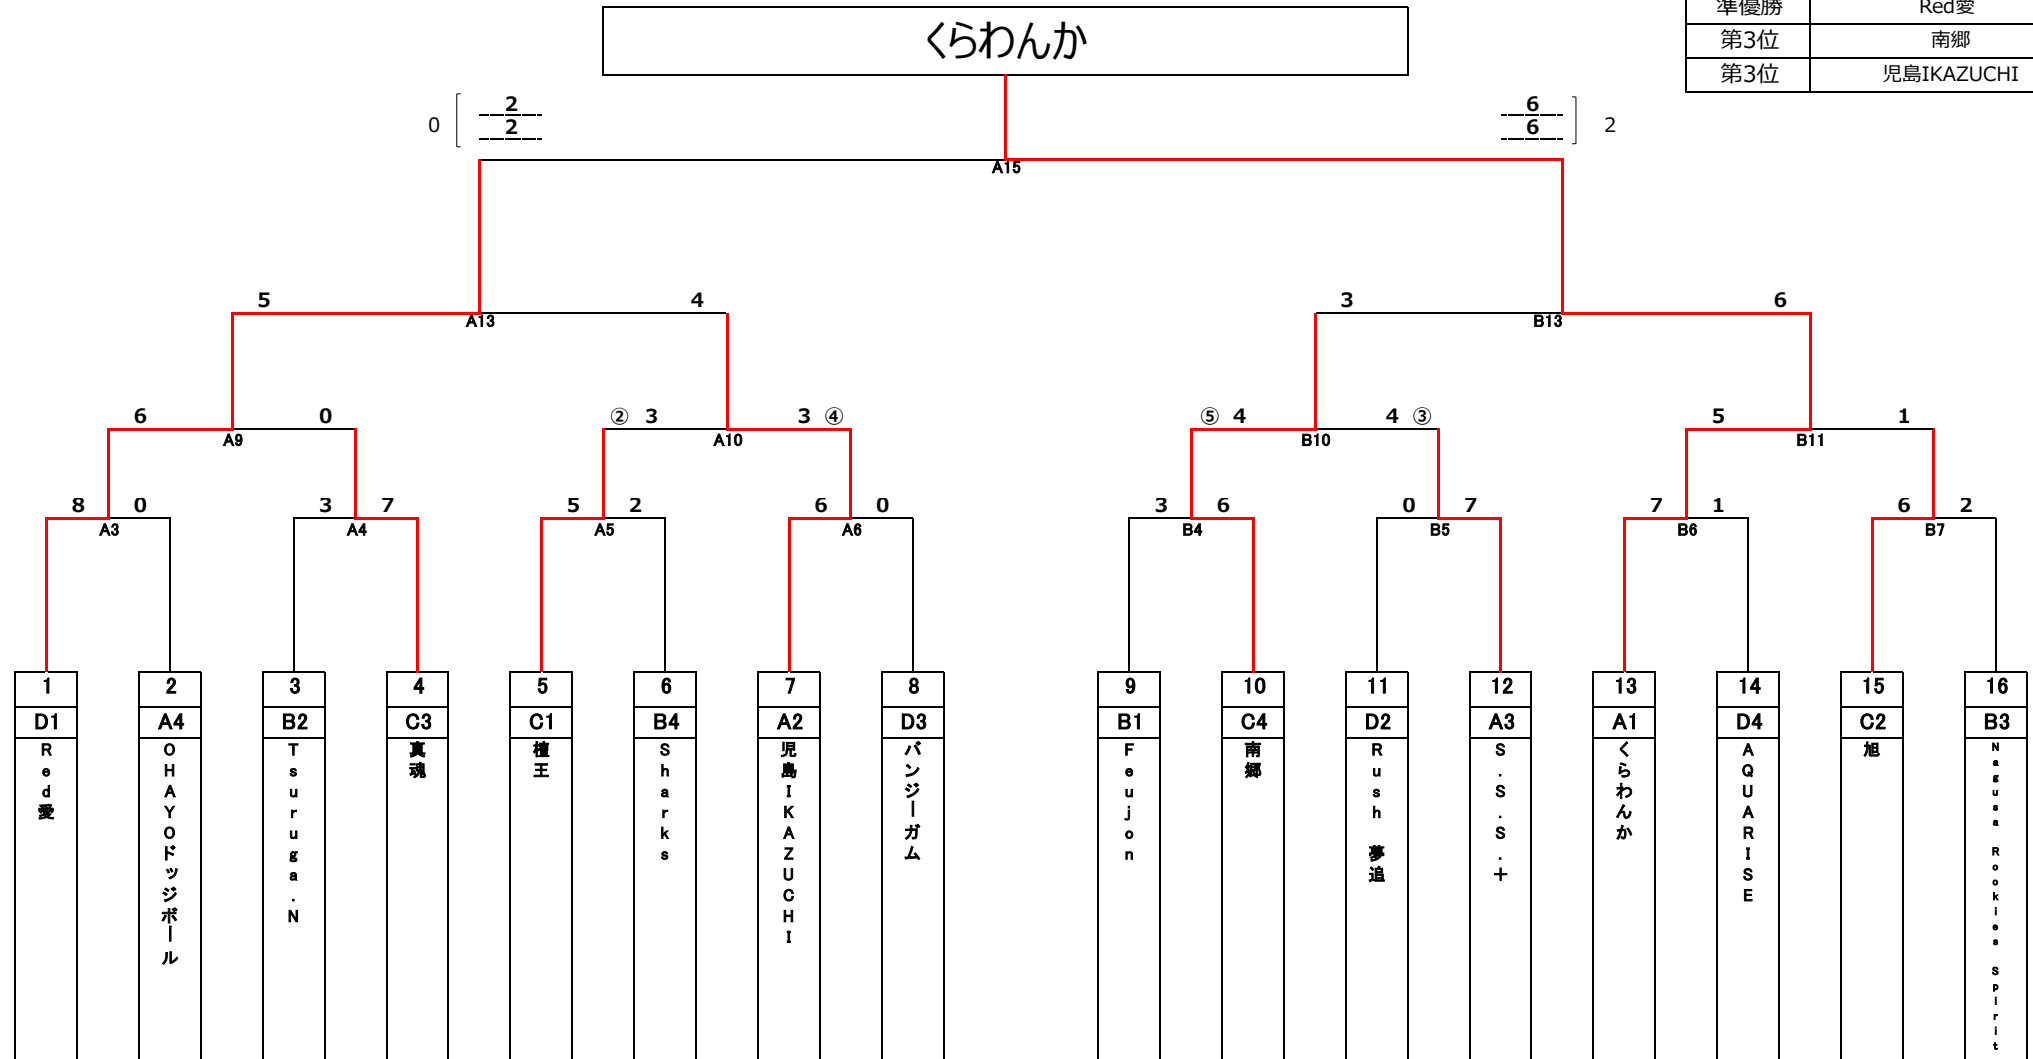 準優勝 Red愛
くらわんか
第3位 南郷
第3位 児島IKAZUCHI
2 6
0 2 6 2
A15
5 4 3 6
A13 B13
6 0 ② 3 3 ④ ⑤ 4 4 ③ 5 1
A9 A10 B10 B11
8 0 3 7 5 2 6 0 3 6 0 7 7 1 6 2
A3 A4 A5 A6 B4 B5 B6 B7
1 2 3 4 5 6 7 8 9 10 11 12 13 14 15 16
D1 A4 B2 C3 C1 B4 A2 D3 B1 C4 D2 A3 A1 D4 C2 B3
Red愛
OHAYOドッジボール
Tsuruga.N
真魂
檀王
Sharks
児島IKAZUCHI
バンジーガム
Feujon
南郷
Rush 夢追
S.S.S.+
くらわんか
AQUARISE
旭
Nagusa Rookies Spirit